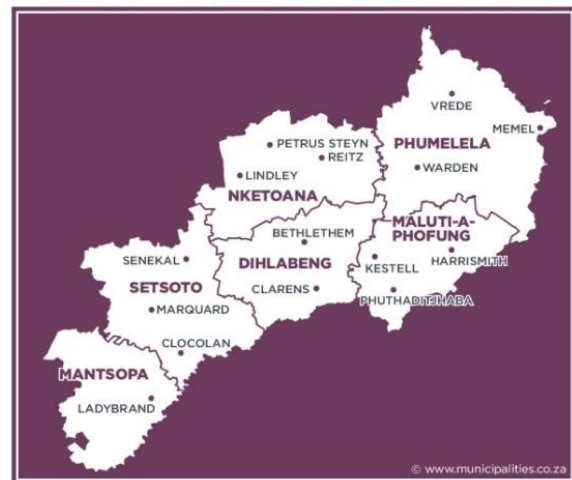 VREDE
MEMEL
PETRUS STEYN
PHUMELELA
REITZ
WARDEN
LINDLEY
NKETOANA
MALUTI-A-
PHOFUNG
BETHLETHEM
HARRISMITH
SENEKAL
DIHLABENG
KESTELL
SETSOTO
CLARENS
PHUTHADITJHABA
MARQUARD
CLOCOLAN
MANTSOPA
LADYBRAND
© www.municipalities.co.za